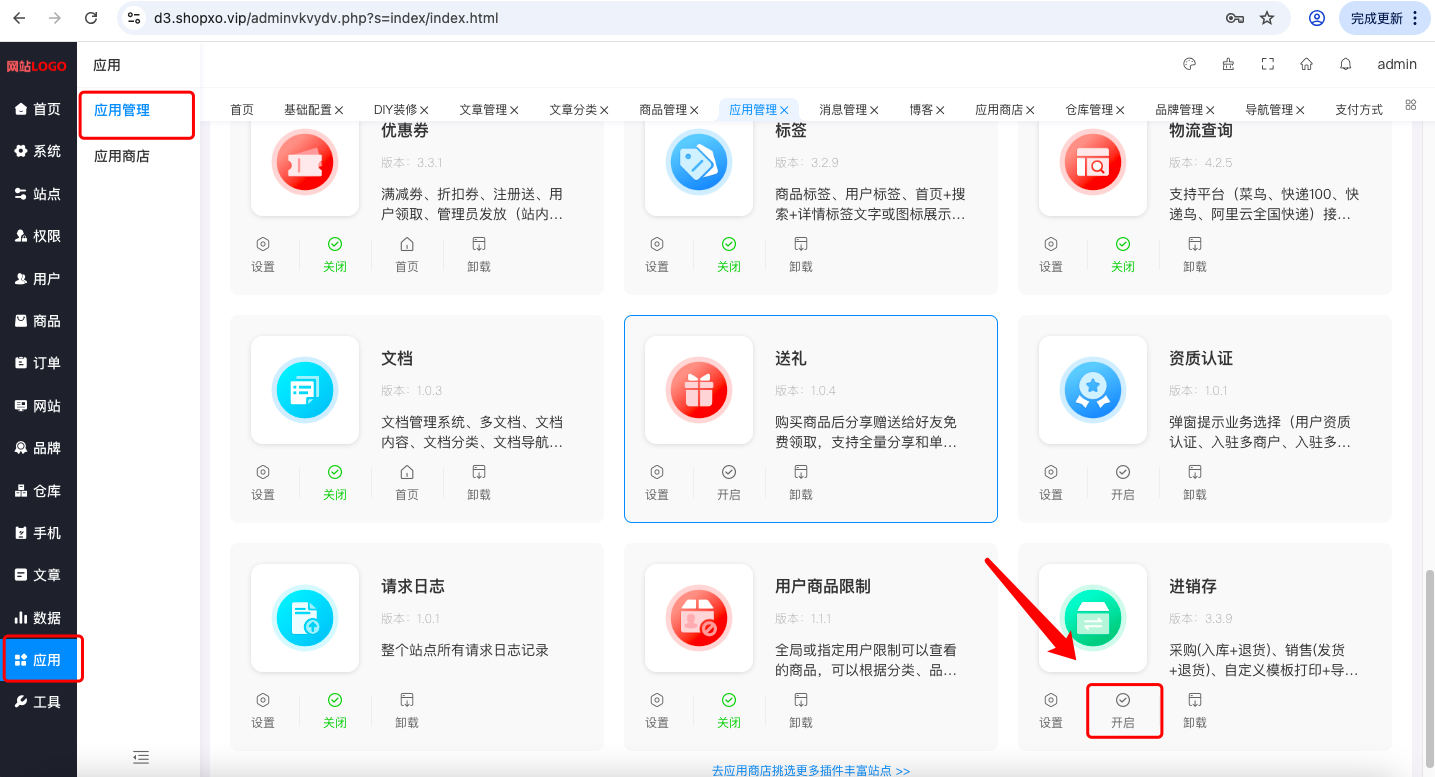 d3.shopxo.vip/adminvkvydv.php?s=index/index.html
完成更新
网站LOGO
首页
系统
站点
权限
用户
商品
订单
网站
品牌
仓库
手机
文章
数据
应用
工具
应用
应用管理
应用商店
admin
首页 基础配置 DIY装修 文章管理 文章分类 商品管理 应用管理 消息管理 博客 应用商店 仓库管理 品牌管理 导航管理 支付方式
优惠券
版本：3.3.1
满减券、折扣券、注册送、用
户领取、管理员发放（站内...
设置 关闭 首页 卸载
标签
版本：3.2.9
商品标签、用户标签、首页+搜
索+详情标签文字或图标展示...
设置 关闭 卸载
物流查询
版本：4.2.5
支持平台（菜鸟、快递100、快
递鸟、阿里云全国快递）接...
设置 关闭 卸载
文档
版本：1.0.3
文档管理系统、多文档、文档
内容、文档分类、文档导航...
设置 关闭 首页 卸载
送礼
版本：1.0.4
购买商品后分享赠送给好友免
费领取，支持全量分享和单...
设置 开启 卸载
资质认证
版本：1.0.1
弹窗提示业务选择（用户资质
认证、入驻多商户、入驻多...
设置 开启 卸载
请求日志
版本：1.0.1
整个站点所有请求日志记录
设置 关闭 卸载
用户商品限制
版本：1.1.1
全局或指定用户限制可以查看
的商品，可以根据分类、品...
设置 关闭 卸载
进销存
版本：3.3.9
采购(入库+退货)、销售(发货
+退货)、自定义模板打印+导...
设置 开启 卸载
去应用商店挑选更多插件丰富站点 >>